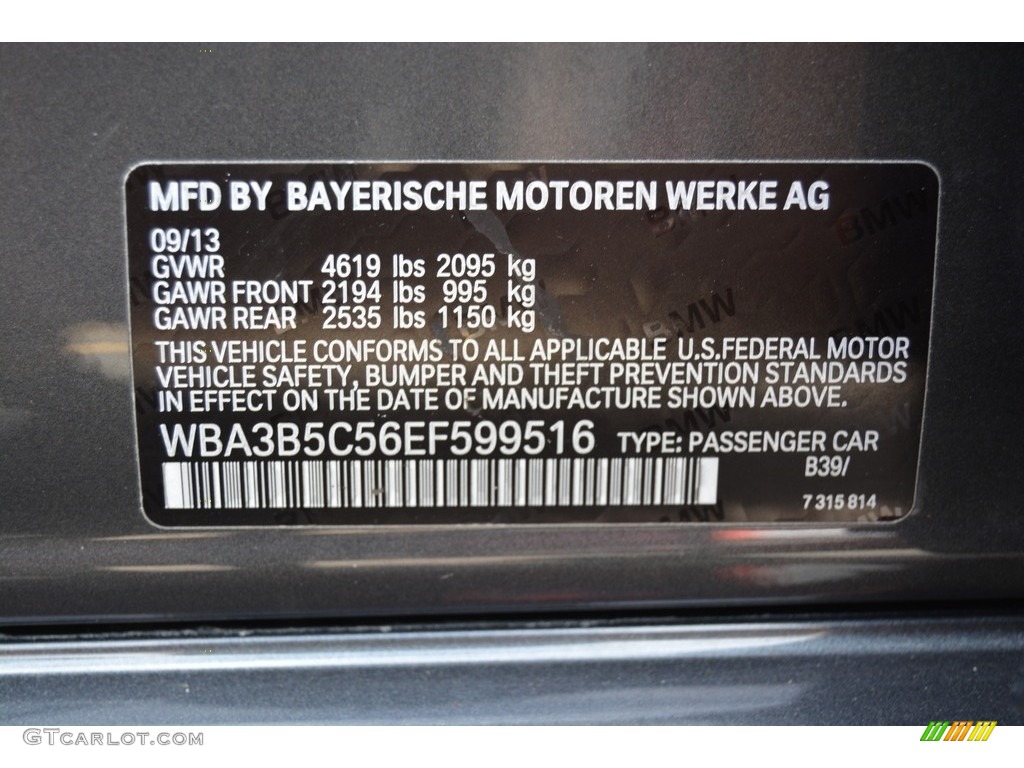 MFD BY BAYERISCHE MOTOREN WERKE AG
09/13
GVWR 4619 lbs 2095 kg
GAWR FRONT 2194 lbs 995 kg
GAWR REAR 2535 lbs 1150 kg
THIS VEHICLE CONFORMS TO ALL APPLICABLE U.S.FEDERAL MOTOR
VEHICLE SAFETY, BUMPER AND THEFT PREVENTION STANDARDS
IN EFFECT ON THE DATE OF MANUFACTURE SHOWN ABOVE.
WBA3B5C56EF599516 TYPE: PASSENGER CAR
B39/
7 315 814
BMW
BMW
BMW
GTCarlot.com